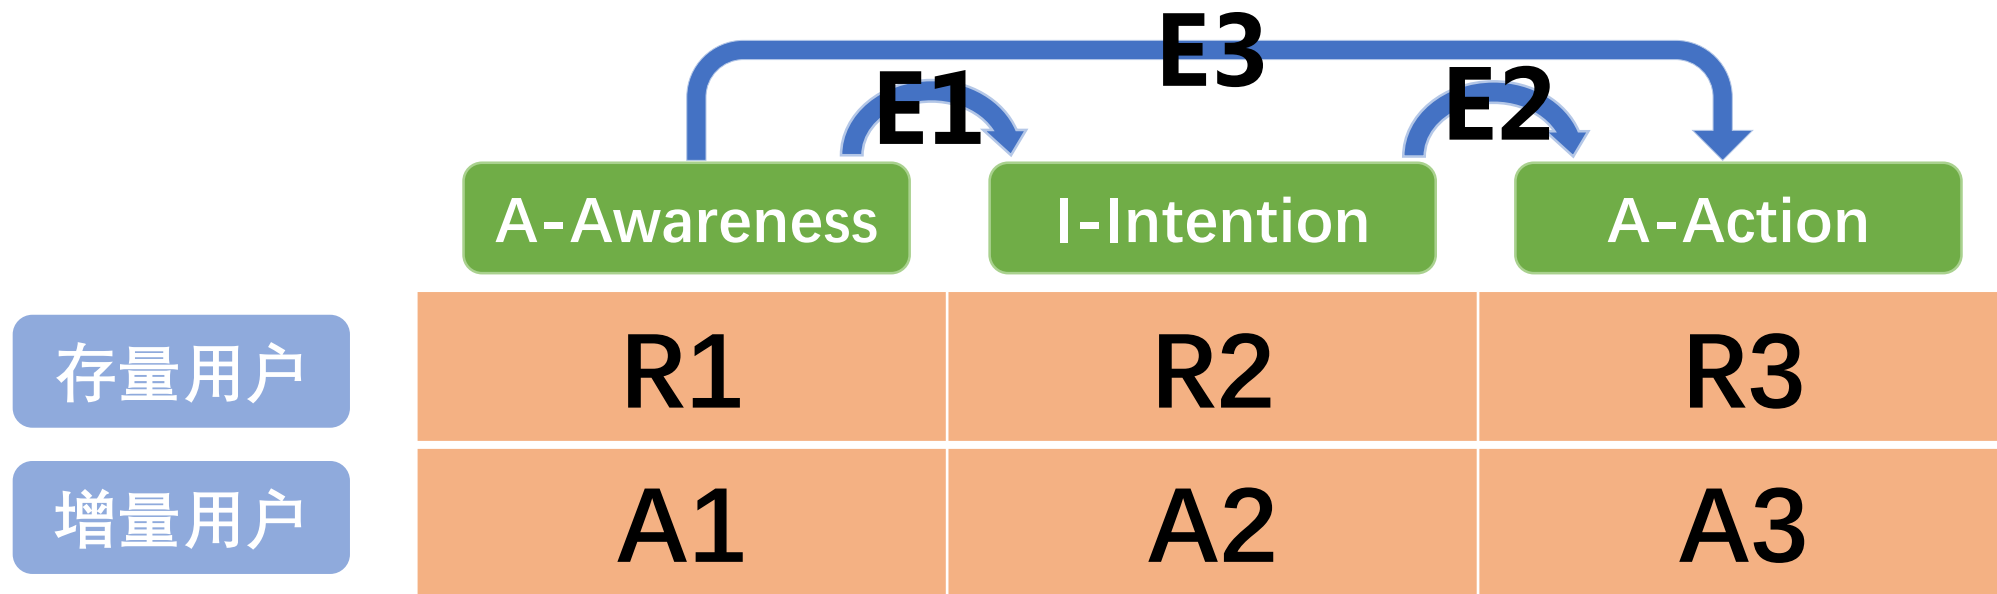 E3
E1
E2
A-Awareness
I-Intention
A-Action
存量用户
R1
R2
R3
增量用户
A1
A2
A3